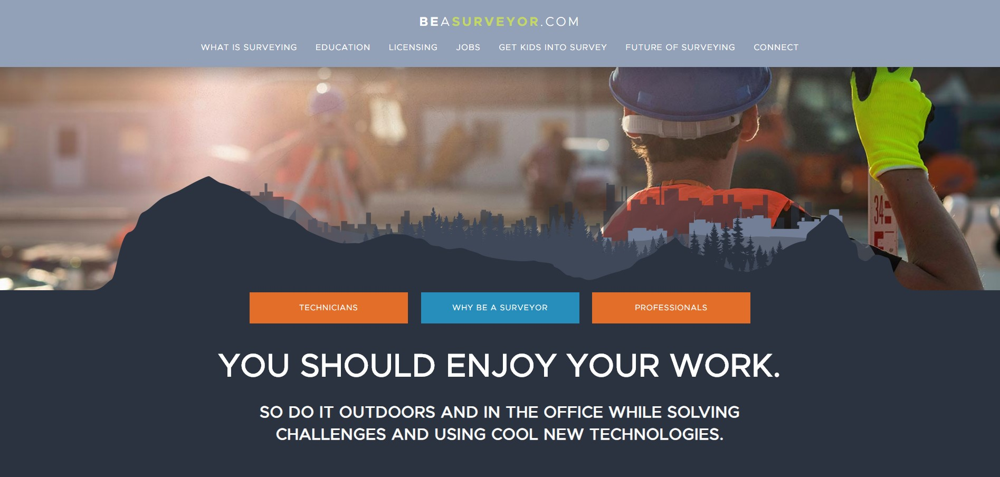 BEASURVEYOR.COM
WHAT IS SURVEYING EDUCATION LICENSING JOBS GET KIDS INTO SURVEY FUTURE OF SURVEYING CONNECT
34
TECHNICIANS WHY BE A SURVEYOR PROFESSIONALS
YOU SHOULD ENJOY YOUR WORK.
SO DO IT OUTDOORS AND IN THE OFFICE WHILE SOLVING
CHALLENGES AND USING COOL NEW TECHNOLOGIES.